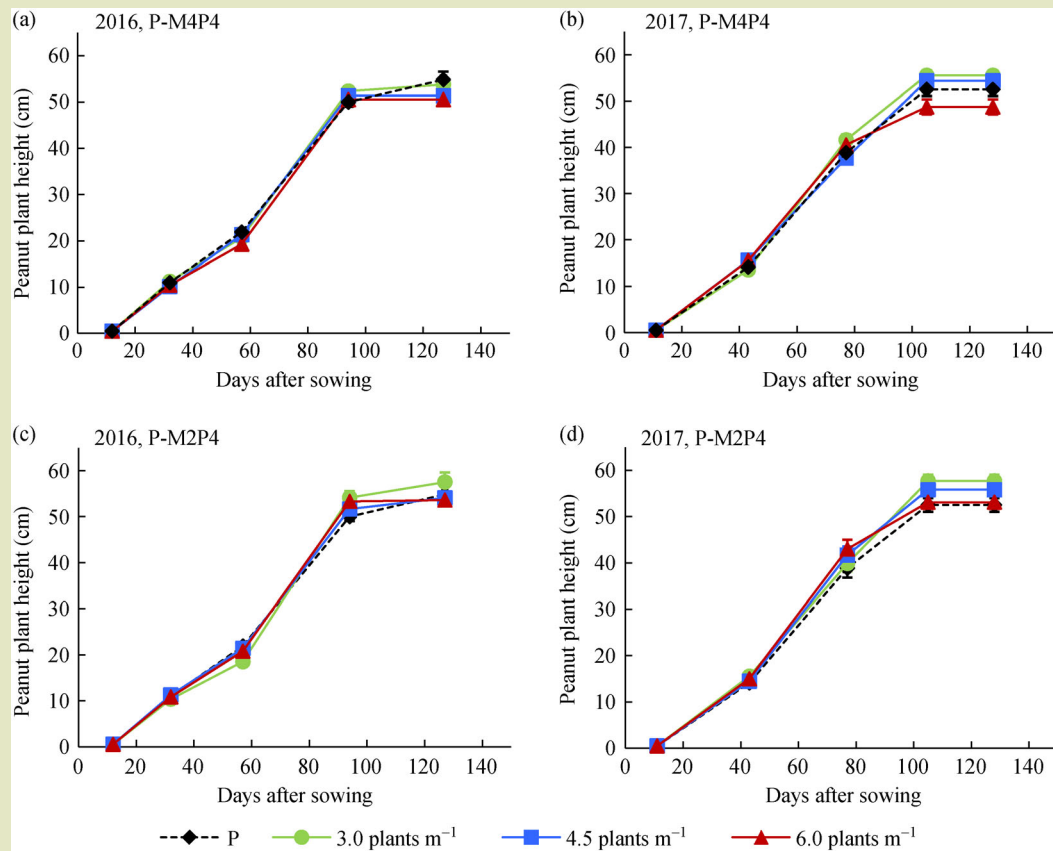 (a) 2016, P-M4P4
Peanut plant height (cm)
60
50
40
30
20
10
0
0 20 40 60 80 100 120 140
Days after sowing
(b) 2017, P-M4P4
Peanut plant height (cm)
60
50
40
30
20
10
0
0 20 40 60 80 100 120 140
Days after sowing
(c) 2016, P-M2P4
Peanut plant height (cm)
60
50
40
30
20
10
0
0 20 40 60 80 100 120 140
Days after sowing
(d) 2017, P-M2P4
Peanut plant height (cm)
60
50
40
30
20
10
0
0 20 40 60 80 100 120 140
Days after sowing
P 3.0 plants m⁻¹ 4.5 plants m⁻¹ 6.0 plants m⁻¹